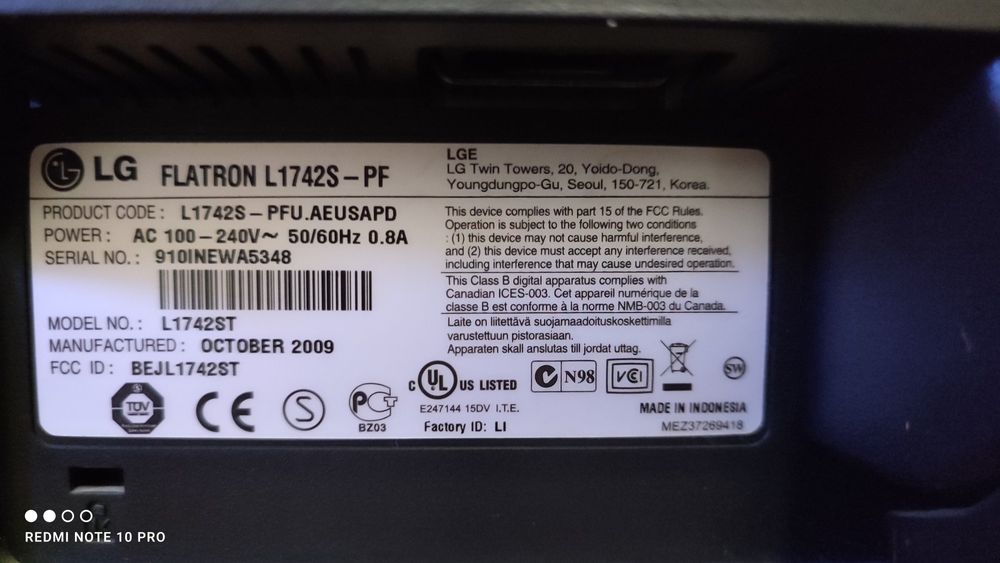 LG FLATRON L1742S-PF
PRODUCT CODE: L1742S-PFU.AEUSAPD
POWER: AC 100-240V~ 50/60Hz 0.8A
SERIAL NO.: 910INEWA5348
MODEL NO.: L1742ST
MANUFACTURED: OCTOBER 2009
FCC ID: BEJL1742ST
LGE
LG Twin Towers, 20, Yoido-Dong,
Youngdungpo-Gu, Seoul, 150-721, Korea.
This device complies with part 15 of the FCC Rules.
Operation is subject to the following two conditions
: (1) this device may not cause harmful interference,
and (2) this device must accept any interference received,
including interference that may cause undesired operation.
This Class B digital apparatus complies with
Canadian ICES-003. Cet appareil numérique de la
classe B est conforme à la norme NMB-003 du Canada.
Laite on liitettävä suojamaadoituskoskettimilla
varustettuun pistorasiaan.
Apparaten skall anslutas till jordat uttag.
TÜV
CE
S
PCT
BZ03
C UL US LISTED
E247144 15DV I.T.E.
Factory ID: LI
N98
VCI
SW
MADE IN INDONESIA
MEZ37269418
REDMI NOTE 10 PRO